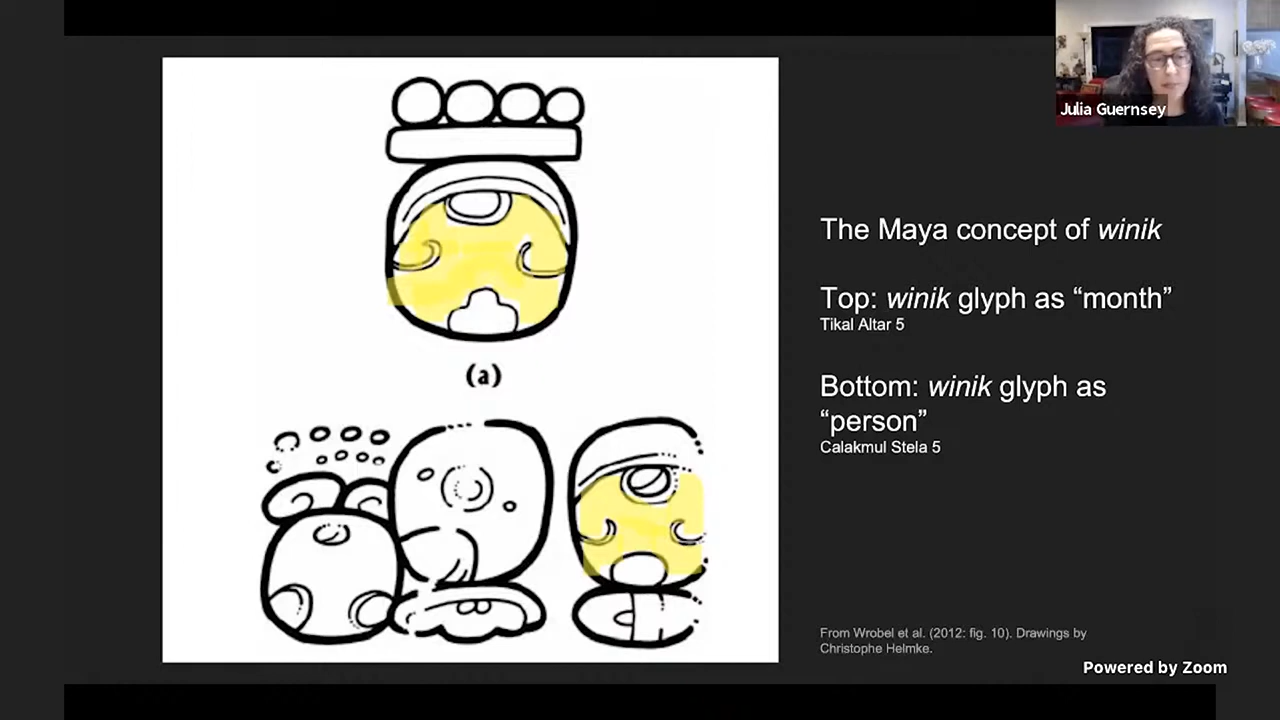 Julia Guernsey
The Maya concept of winik
Top: winik glyph as “month”
Tikal Altar 5
(a)
Bottom: winik glyph as
“person”
Calakmul Stela 5
From Wrobel et al. (2012: fig. 10). Drawings by
Christophe Helmke.
Powered by Zoom